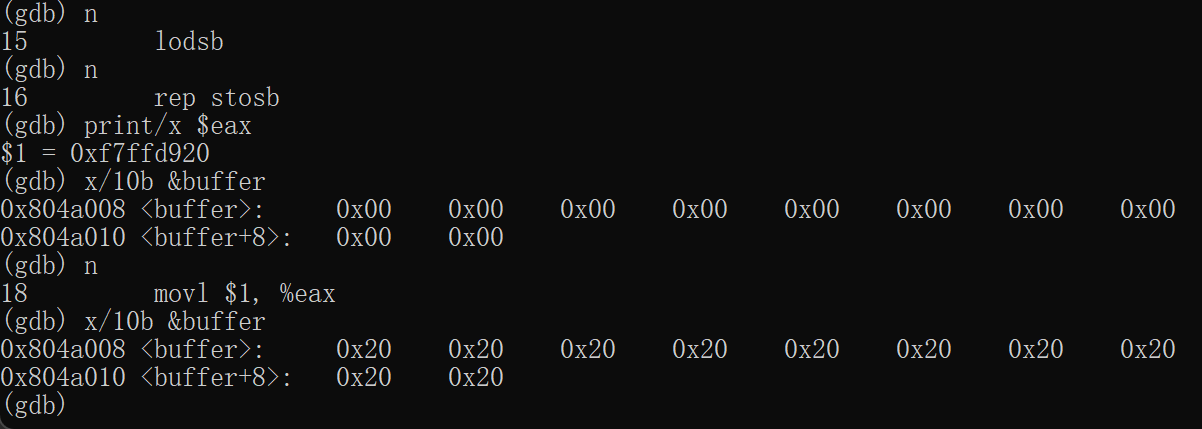 (gdb) n
15 lodsb
(gdb) n
16 rep stosb
(gdb) print/x $eax
$1 = 0xf7ffd920
(gdb) x/10b &buffer
0x804a008 <buffer>: 0x00 0x00 0x00 0x00 0x00 0x00 0x00 0x00
0x804a010 <buffer+8>: 0x00 0x00
(gdb) n
18 movl $1, %eax
(gdb) x/10b &buffer
0x804a008 <buffer>: 0x20 0x20 0x20 0x20 0x20 0x20 0x20 0x20
0x804a010 <buffer+8>: 0x20 0x20
(gdb)